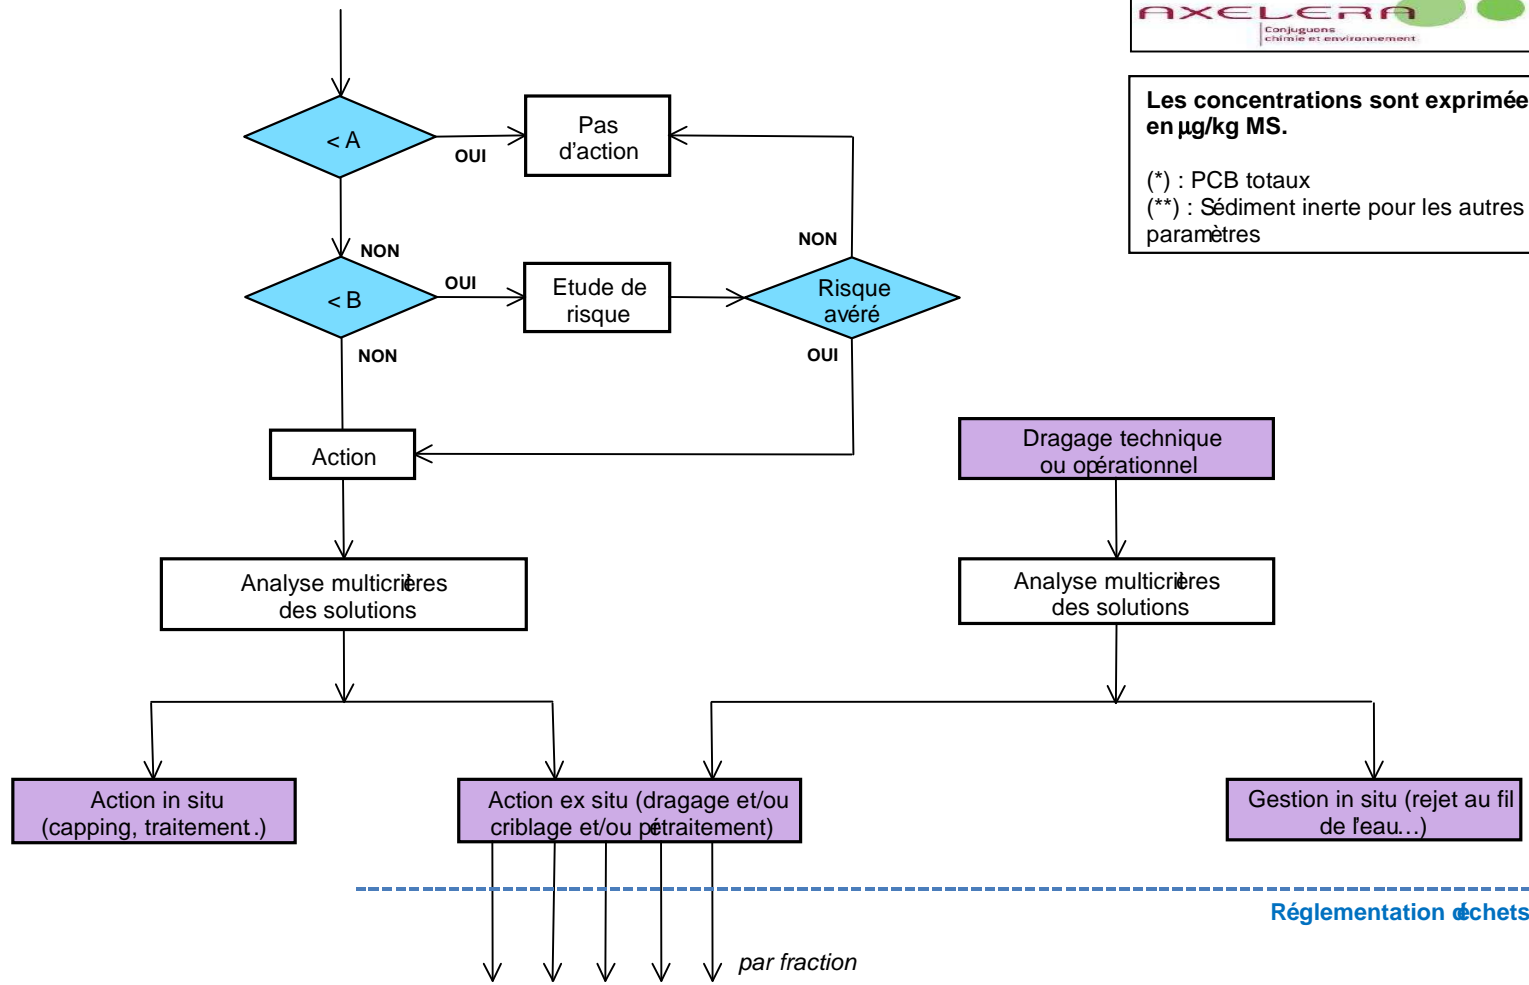 AXELERA
Conjuguons
chimie et environnement
Les concentrations sont exprimée
en µg/kg MS.
(*) : PCB totaux
(**) : Sédiment inerte pour les autres
paramètres
< A
OUI
Pas
d'action
NON
< B
OUI
Etude de
risque
NON
Risque
avéré
OUI
NON
Action
Dragage technique
ou opérationnel
Analyse multicritères
des solutions
Analyse multicritères
des solutions
Action in situ
(capping, traitement..)
Action ex situ (dragage et/ou
criblage et/ou prétraitement)
Gestion in situ (rejet au fil
de l'eau…)
Réglementation déchets
par fraction